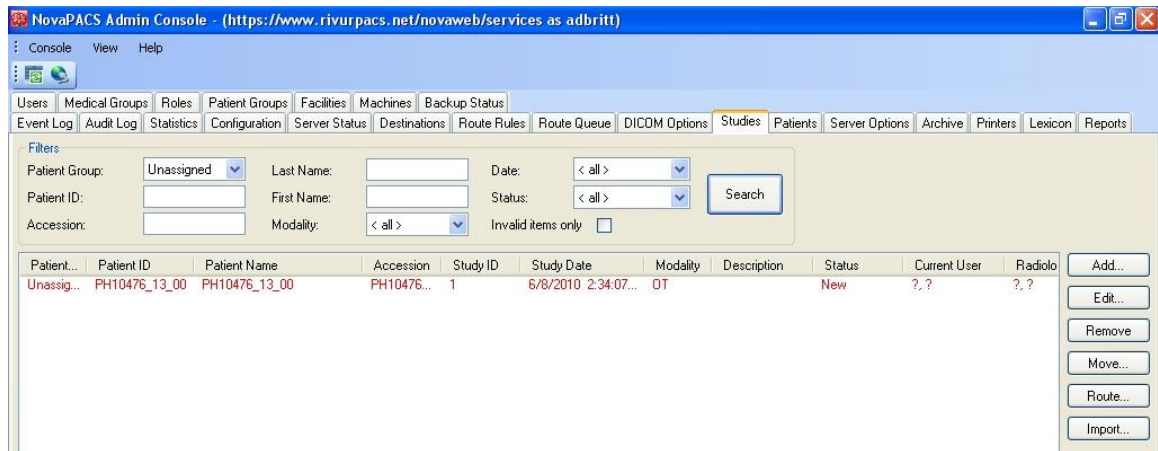 NovaPACS Admin Console - (https://www.rivurpacs.net/novaweb/services as adbritt)
Console View Help
Users Medical Groups Roles Patient Groups Facilities Machines Backup Status
Event Log Audit Log Statistics Configuration Server Status Destinations Route Rules Route Queue DICOM Options Studies Patients Server Options Archive Printers Lexicon Reports
Filters
Patient Group: Unassigned Last Name: Date: < all >
Patient ID: First Name: Status: < all > Search
Accession: Modality: < all > Invalid items only
Patient... Patient ID Patient Name Accession Study ID Study Date Modality Description Status Current User Radiolo Add...
Unassig... PH10476_13_00 PH10476_13_00 PH10476... 1 6/8/2010 2:34:07... OT New ?, ? ?, ?
Edit...
Remove
Move...
Route...
Import...